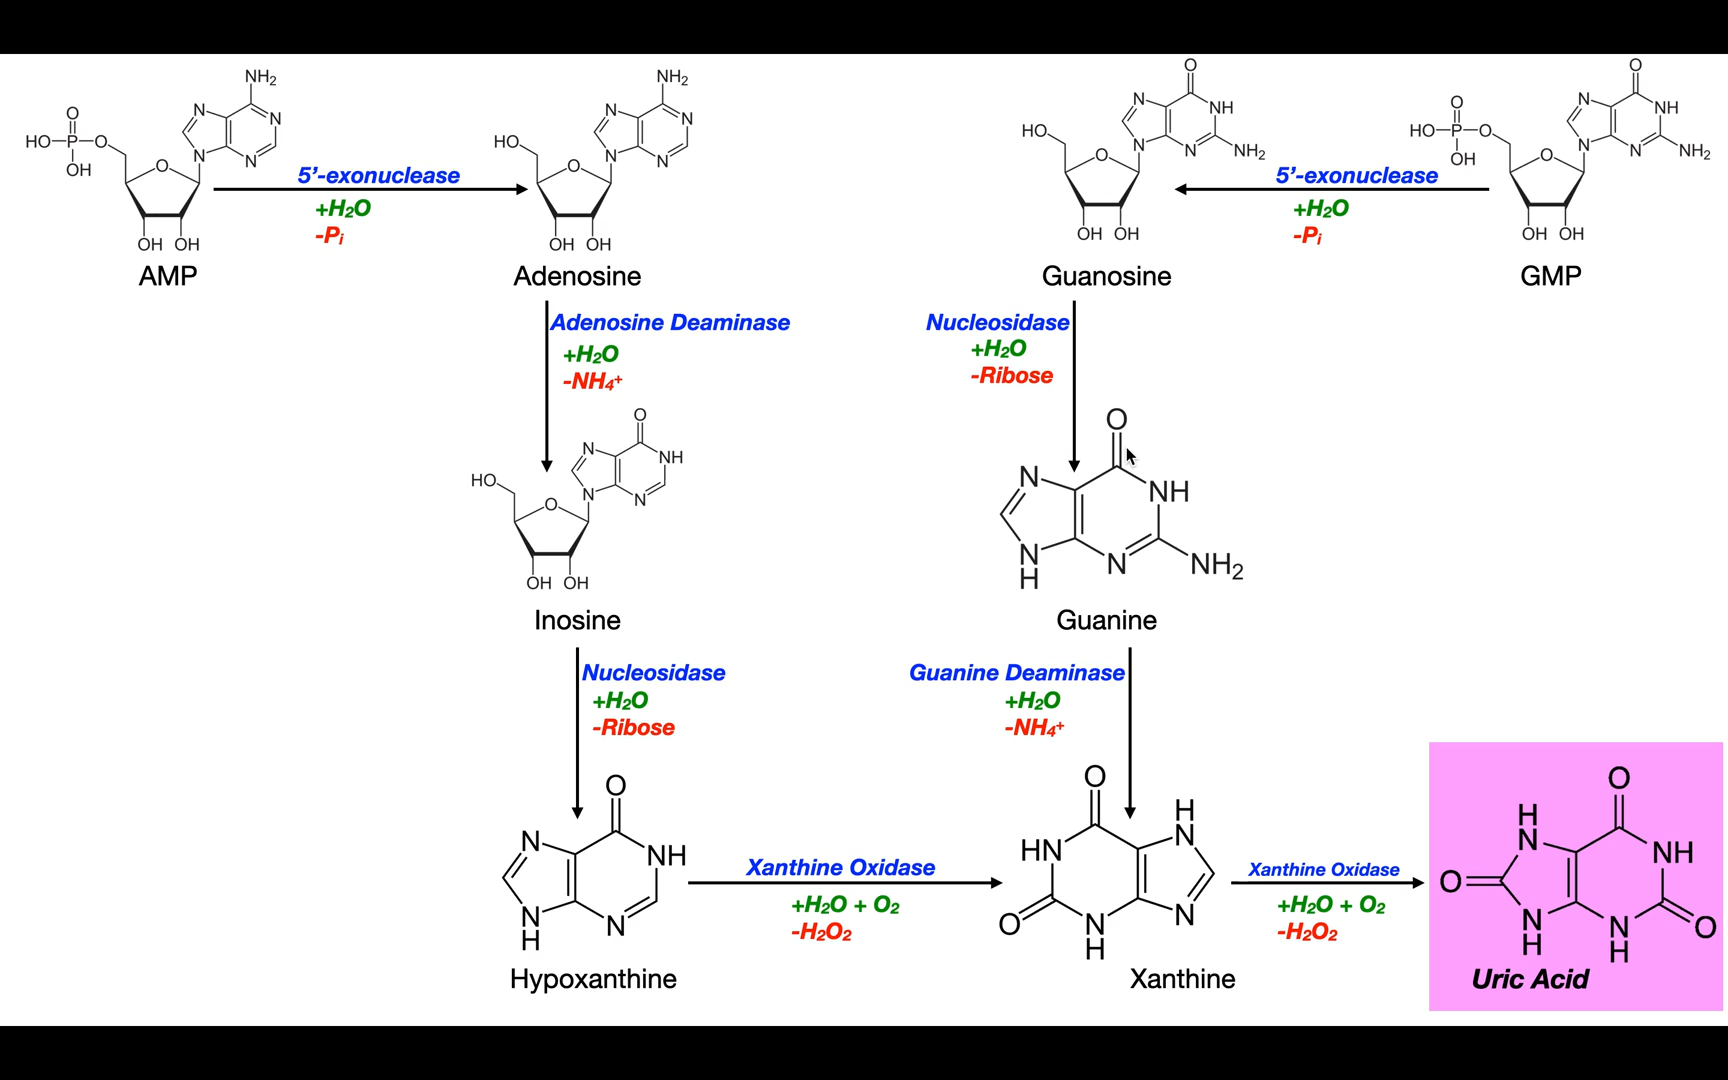 NH₂
N
N
N
N
O
HO
P
O
OH
O
OH OH
AMP
5’-exonuclease
+H₂O
-Pᵢ
NH₂
N
N
N
N
HO
O
OH OH
Adenosine
O
N
NH
N
N
NH₂
HO
O
OH OH
Guanosine
5’-exonuclease
+H₂O
-Pᵢ
O
N
NH
N
N
NH₂
O
HO
P
O
OH
O
OH OH
GMP
Adenosine Deaminase
+H₂O
-NH₄⁺
Nucleosidase
+H₂O
-Ribose
O
N
NH
N
N
HO
O
OH OH
Inosine
O
N
NH
N
H
N
NH₂
Guanine
Nucleosidase
+H₂O
-Ribose
Guanine Deaminase
+H₂O
-NH₄⁺
O
N
NH
N
H
N
Hypoxanthine
Xanthine Oxidase
+H₂O + O₂
-H₂O₂
O
H
N
HN
O
N
H
N
Xanthine
Xanthine Oxidase
+H₂O + O₂
-H₂O₂
O
H
N
NH
O
N
H
N
H
O
Uric Acid